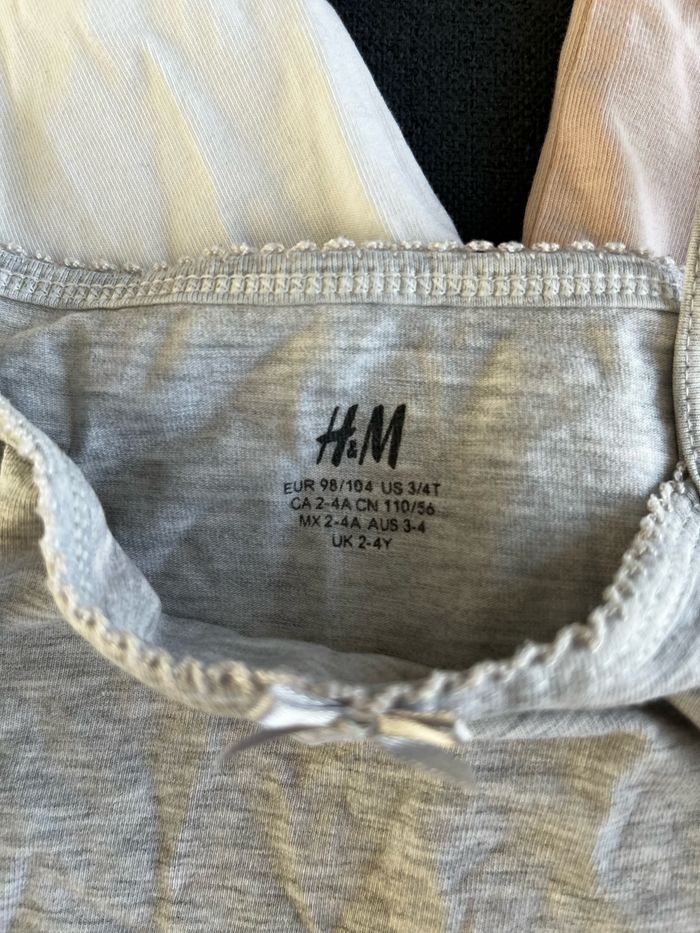 H&M
EUR 98/104 US 3/4T
CA 2-4A CN 110/56
MX 2-4A AUS 3-4
UK 2-4Y